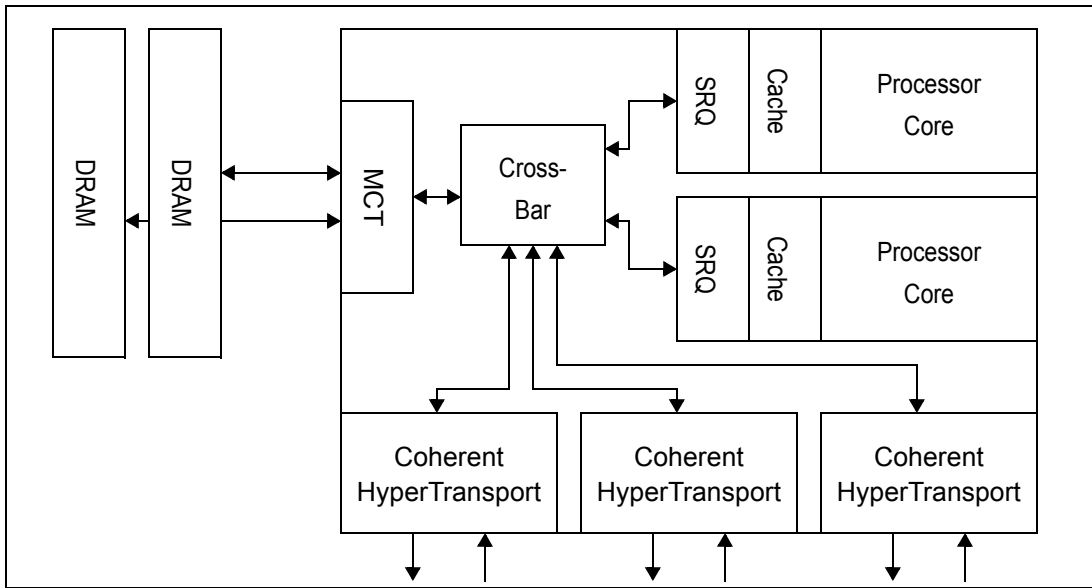 DRAM
DRAM
MCT
Cross-
Bar
SRQ
Cache
Processor
Core
SRQ
Cache
Processor
Core
Coherent
HyperTransport
Coherent
HyperTransport
Coherent
HyperTransport